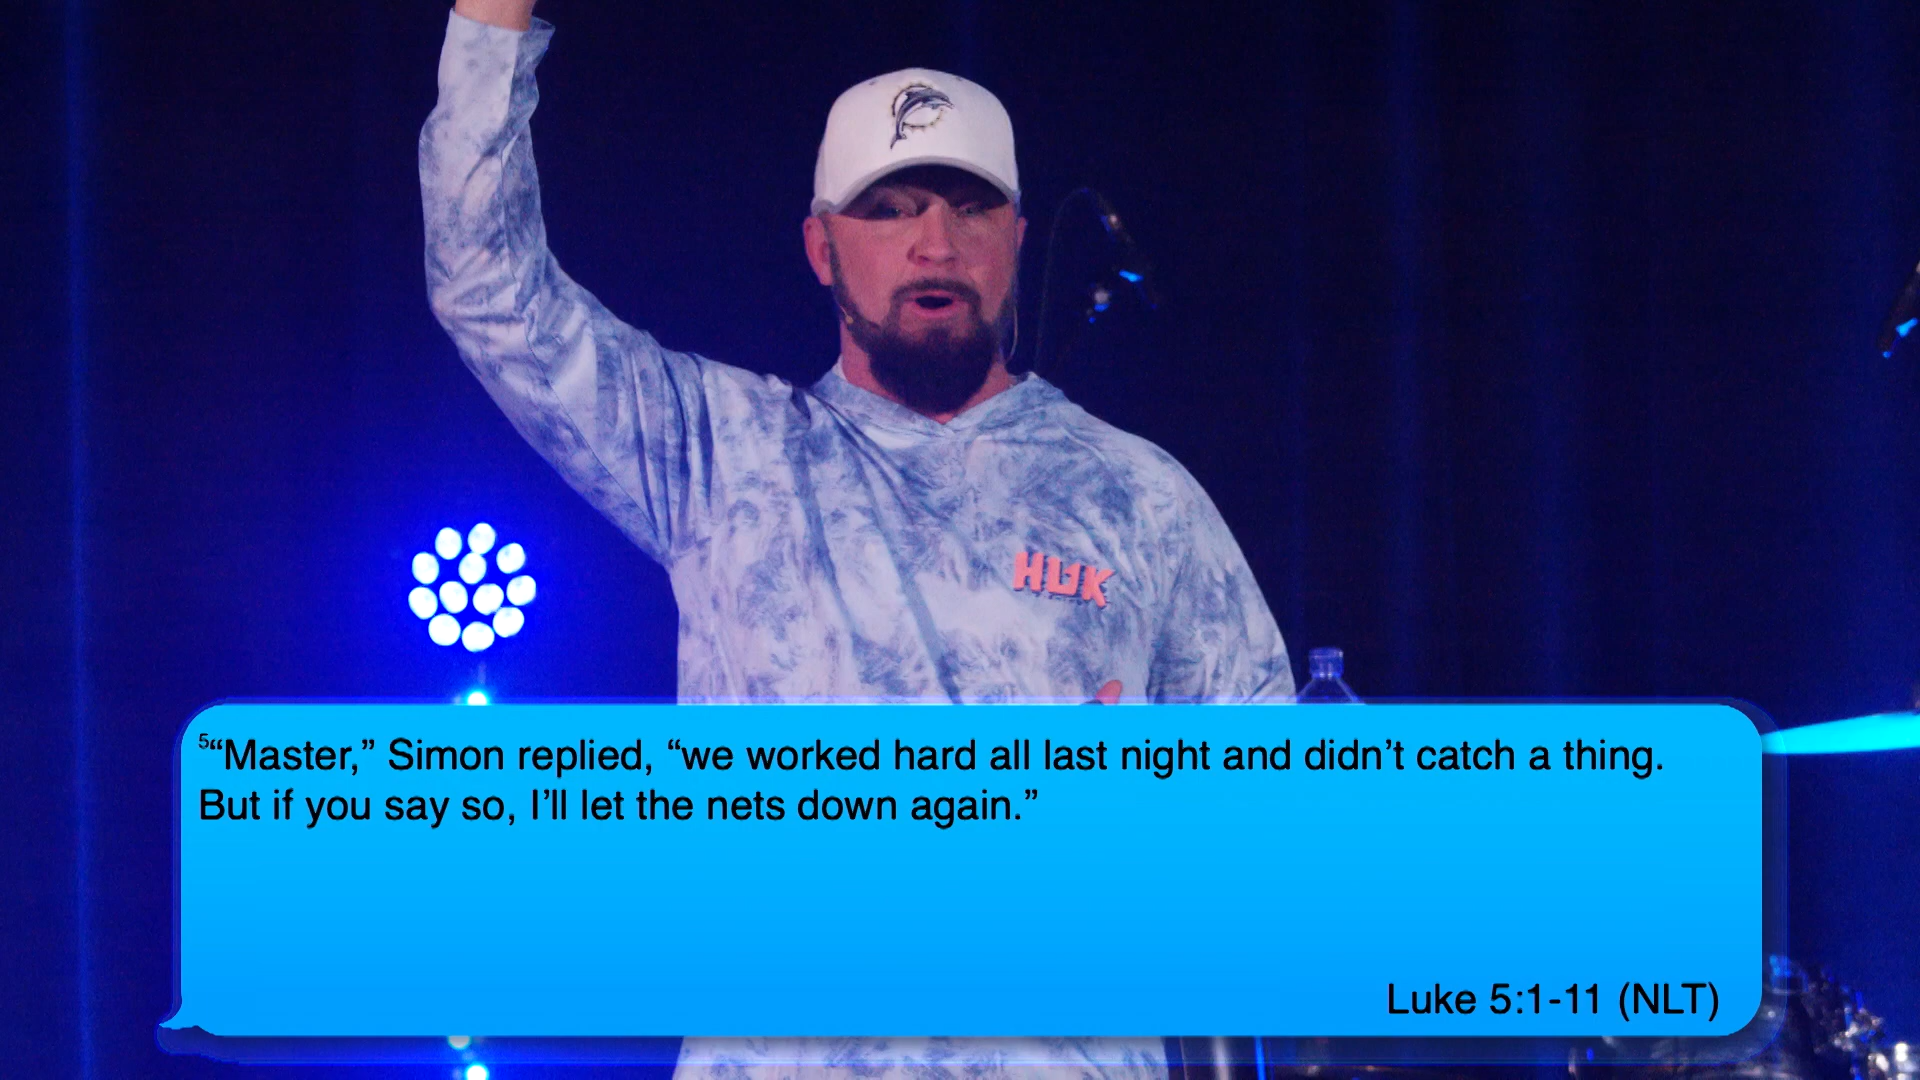 HUK
⁵“Master,” Simon replied, “we worked hard all last night and didn’t catch a thing.
But if you say so, I’ll let the nets down again.”
Luke 5:1-11 (NLT)